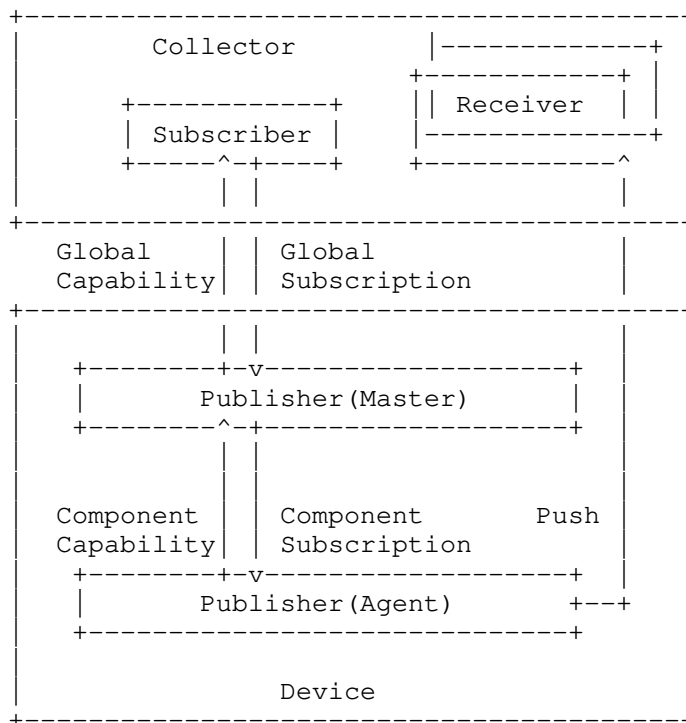 Collector
Receiver
Subscriber
Global Global
Capability Subscription
Publisher(Master)
Component Component Push
Capability Subscription
Publisher(Agent)
Device